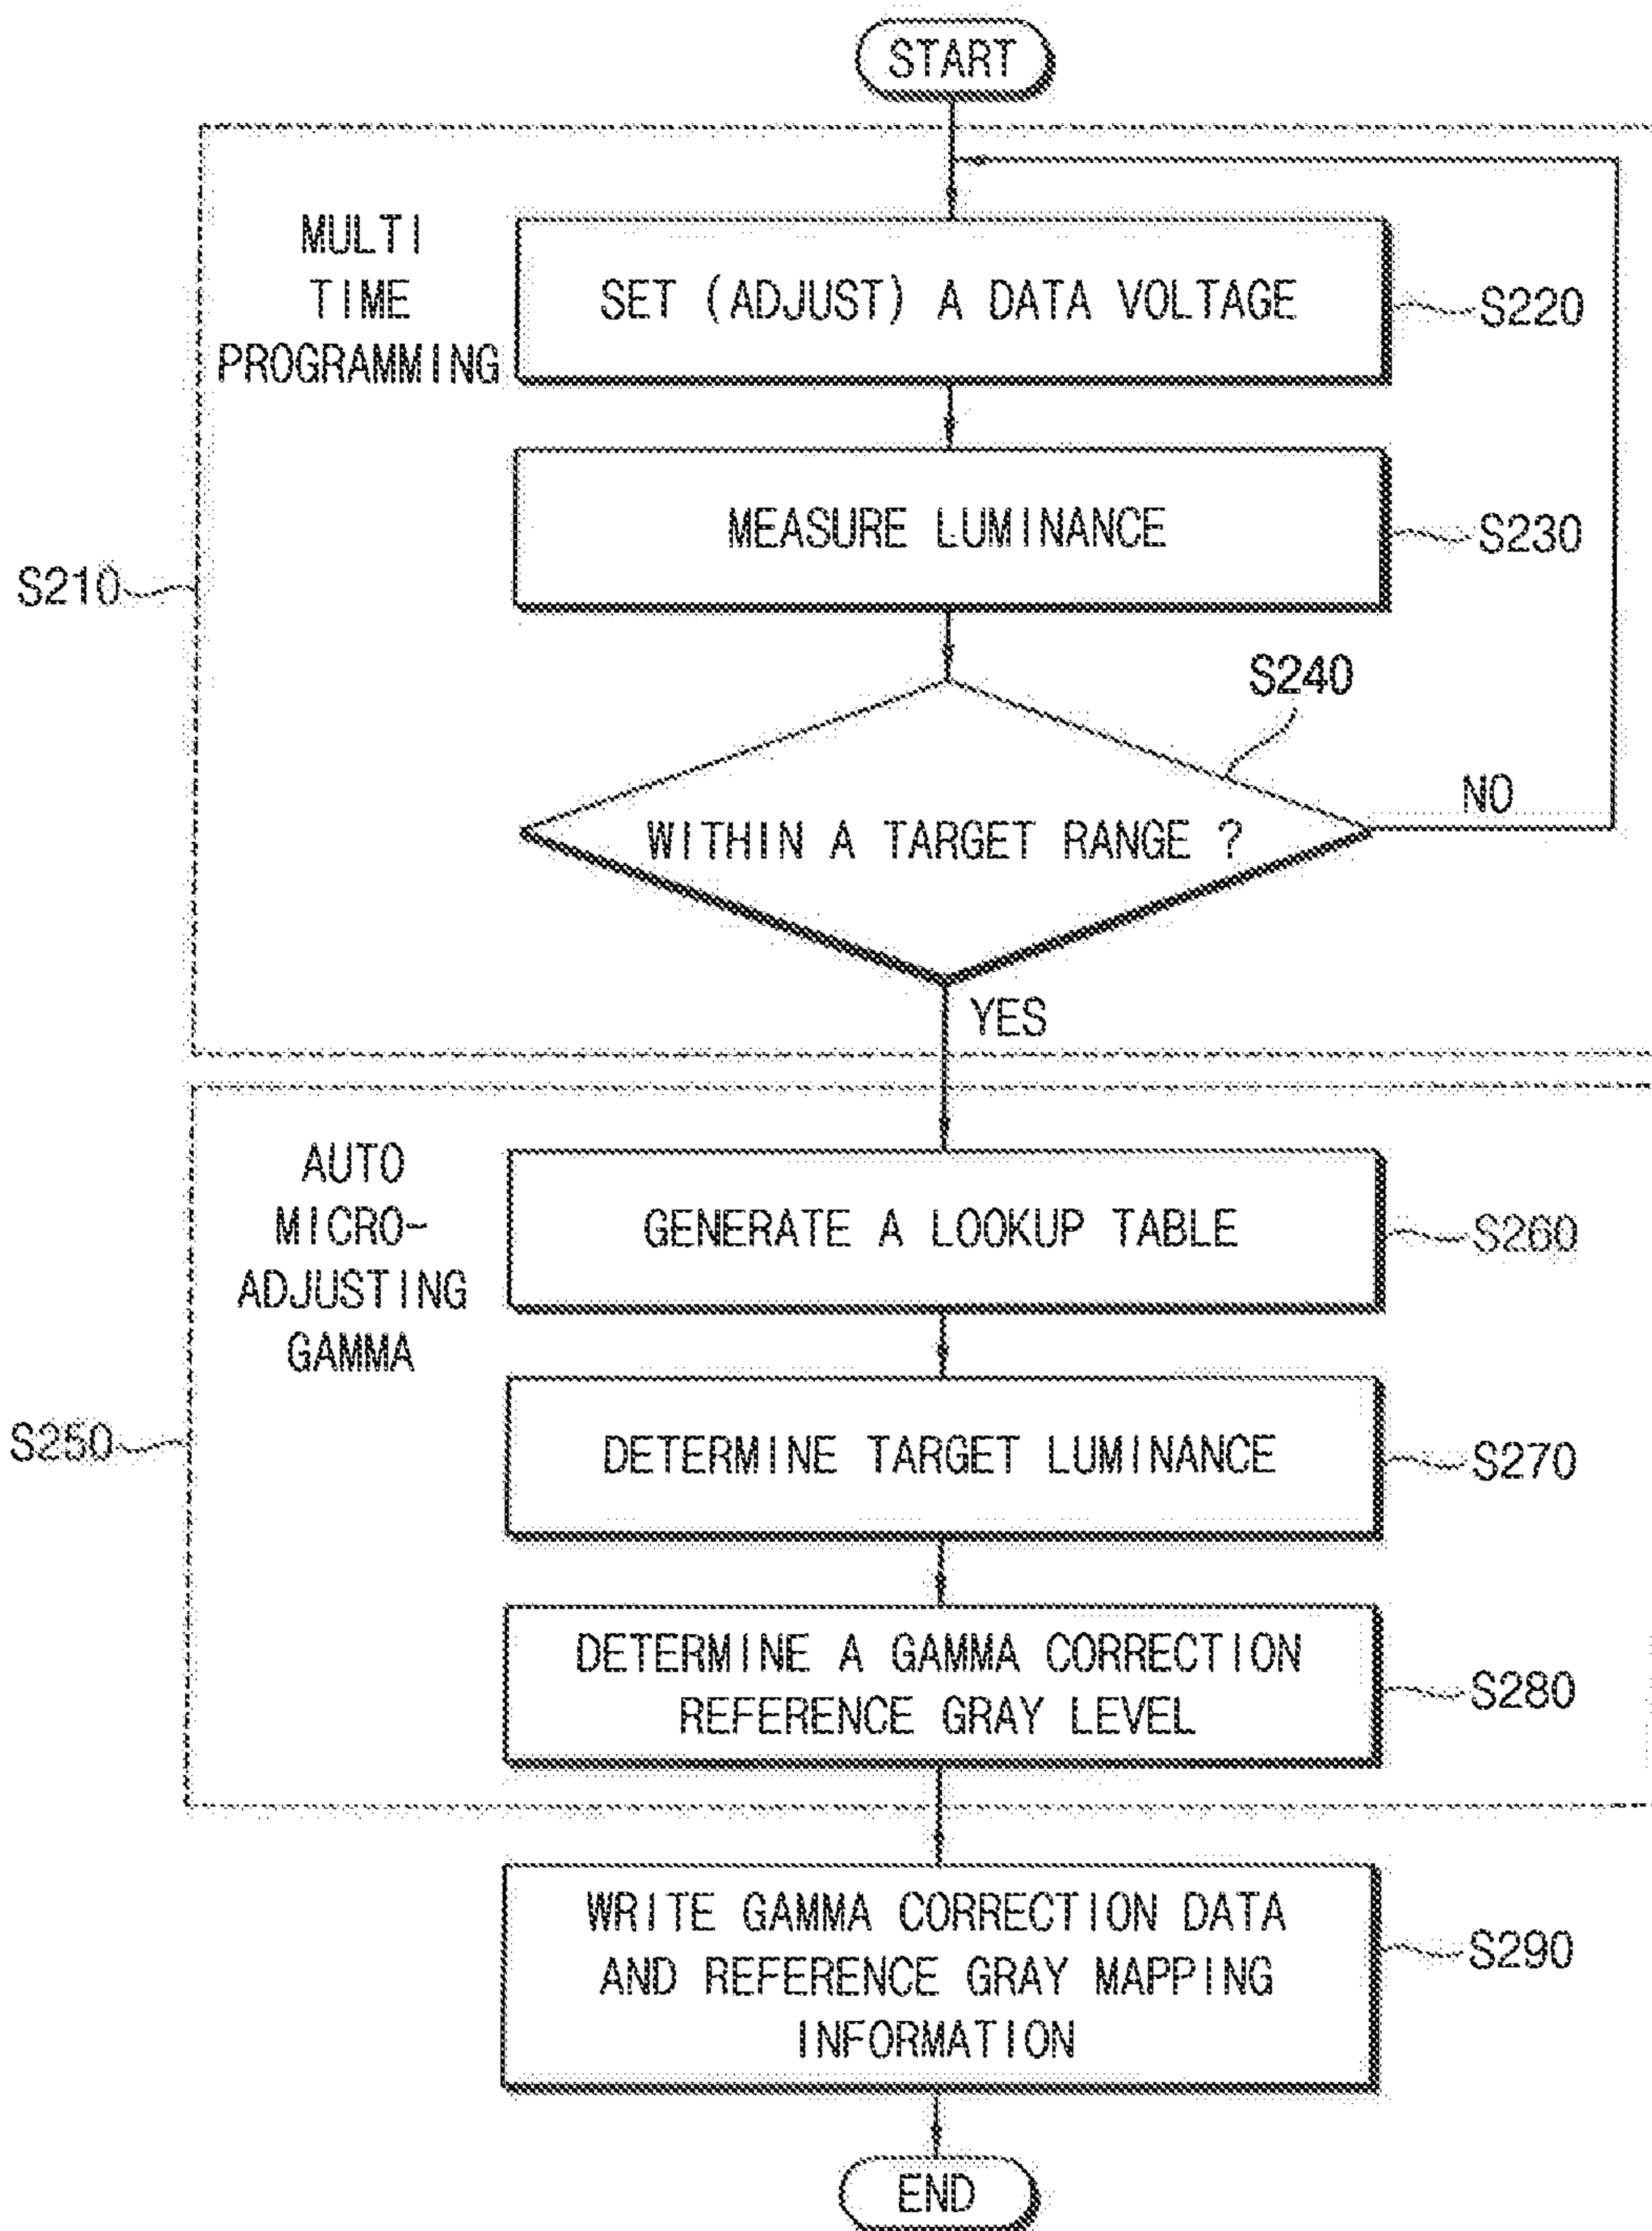 START
MULTI
TIME
PROGRAMMING
SET (ADJUST) A DATA VOLTAGE
S220
MEASURE LUMINANCE
S230
S210
S240
WITHIN A TARGET RANGE ?
NO
YES
AUTO
MICRO-
ADJUSTING
GAMMA
GENERATE A LOOKUP TABLE
S260
S250
DETERMINE TARGET LUMINANCE
S270
DETERMINE A GAMMA CORRECTION
REFERENCE GRAY LEVEL
S280
WRITE GAMMA CORRECTION DATA
AND REFERENCE GRAY MAPPING
INFORMATION
S290
END